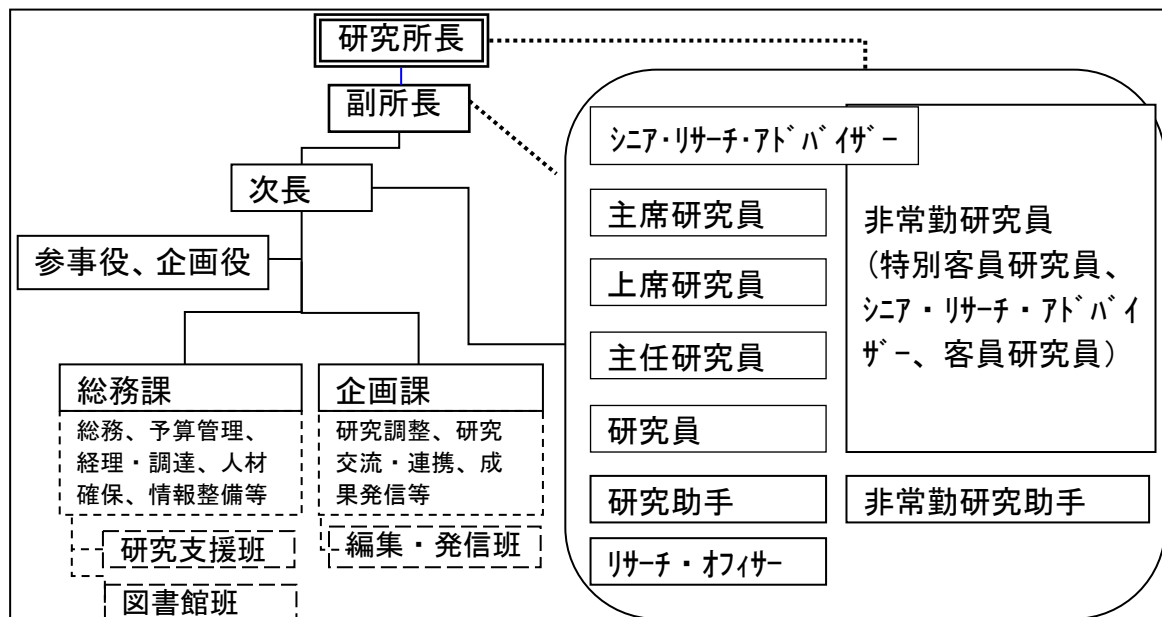 研究所長
副所長
次長
参事役、企画役
総務課
総務、予算管理、
経理・調達、人材
確保、情報整備等
研究支援班
図書館班
企画課
研究調整、研究
交流・連携、成
果発信等
編集・発信班
ｼﾆｱ・ﾘｻｰﾁ・ｱﾄﾞﾊﾞｲｻﾞｰ
主席研究員
上席研究員
主任研究員
研究員
研究助手
ﾘｻｰﾁ・ｵﾌｨｻｰ
非常勤研究員
（特別客員研究員、
ｼﾆｱ・ﾘｻｰﾁ・ｱﾄﾞﾊﾞｲ
ｻﾞｰ、客員研究員）
非常勤研究助手